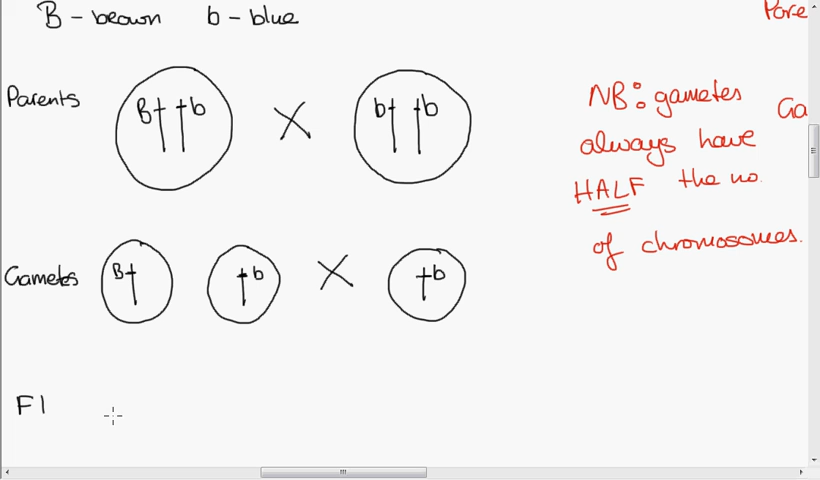 B - brown b - blue
Parents
B b
b b
Gametes
B
b
b
F1
NB: gametes
always have
HALF the no.
of chromosomes.
Pare
Ga